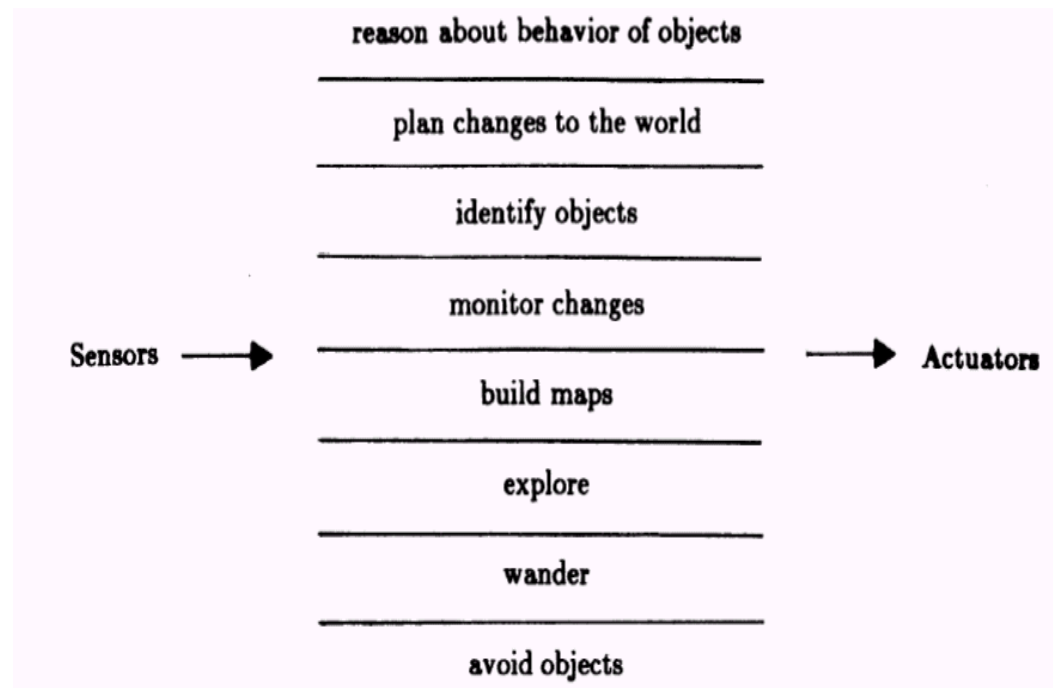 reason about behavior of objects
plan changes to the world
identify objects
monitor changes
Sensors
Actuators
build maps
explore
wander
avoid objects